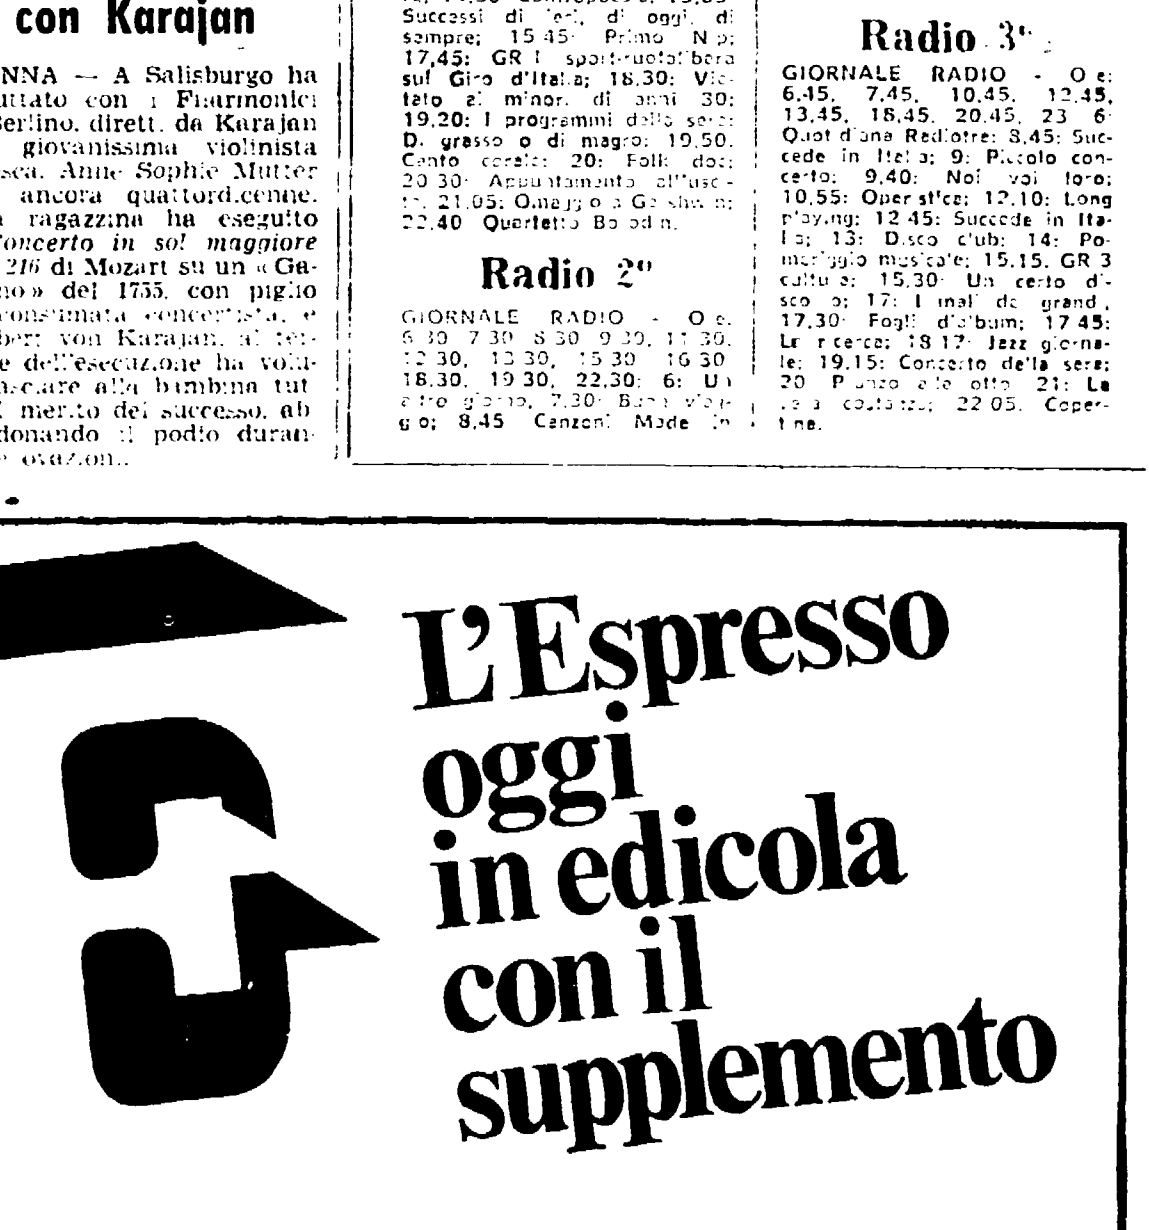 con Karajan
NNA — A Salisburgo ha
uttato con i Filarmonici
Berlino, dirett. da Karajan
giovanissima violinista
sca, Anne Sophie Mutter
ancora quattord.cenne.
ragazzina ha eseguito
oncerto in sol maggiore
216 di Mozart su un «Ga-
no» del 1755, con piglio
consumata concertista, e
bert von Karajan, al ter-
e dell'esecuzione ha volu-
asciare alla bambina tut
merito del successo, ab
donando il podio duran-
e ovazion..
Successi di ieri, di oggi, di
sempre; 15.45: Primo N p;
17,45: GR 1 sport-ruotalibera
sul Giro d'Italia; 18.30: Vie-
tato ai minori di anni 30;
19,20: I programmi della sera:
D. grasso o di magro; 19.50.
Canto corale; 20: Folk doc;
20 30: Appuntamento all'usc-
21.05: Omaggio a Gershwin;
22,40 Quartetto Borodin.
Radio 2°
GIORNALE RADIO - Ore:
6 30 7 30 8 30 9 30, 11 30,
12 30, 13 30, 15 30 16 30
18.30, 19 30, 22,30; 6: Un
altro giorno, 7,30: Buon viag-
gio; 8,45 Canzoni Made in
Radio 3°
GIORNALE RADIO - Ore:
6.45, 7,45, 10.45, 12,45,
13,45, 18.45, 20.45, 23 6:
Quotidiana Radiotre; 8,45: Suc-
cede in Italia; 9: Piccolo con-
certo; 9,40: Noi voi loro;
10,55: Operistica; 12.10: Long
playing; 12 45: Succede in Ita-
lia; 13: Disco club; 14: Po-
meriggio musicale; 15,15. GR 3
cultura; 15,30: Un certo di-
scorso; 17: I mali dei grandi,
17,30: Fogli d'album; 17 45:
La ricerca; 18 1?: Jazz giorna-
le; 19,15: Concerto della sera;
20 Pranzo alle otto 21: La
22 05. Coper-
tina.
L'Espresso
oggi
in edicola
con il
supplemento